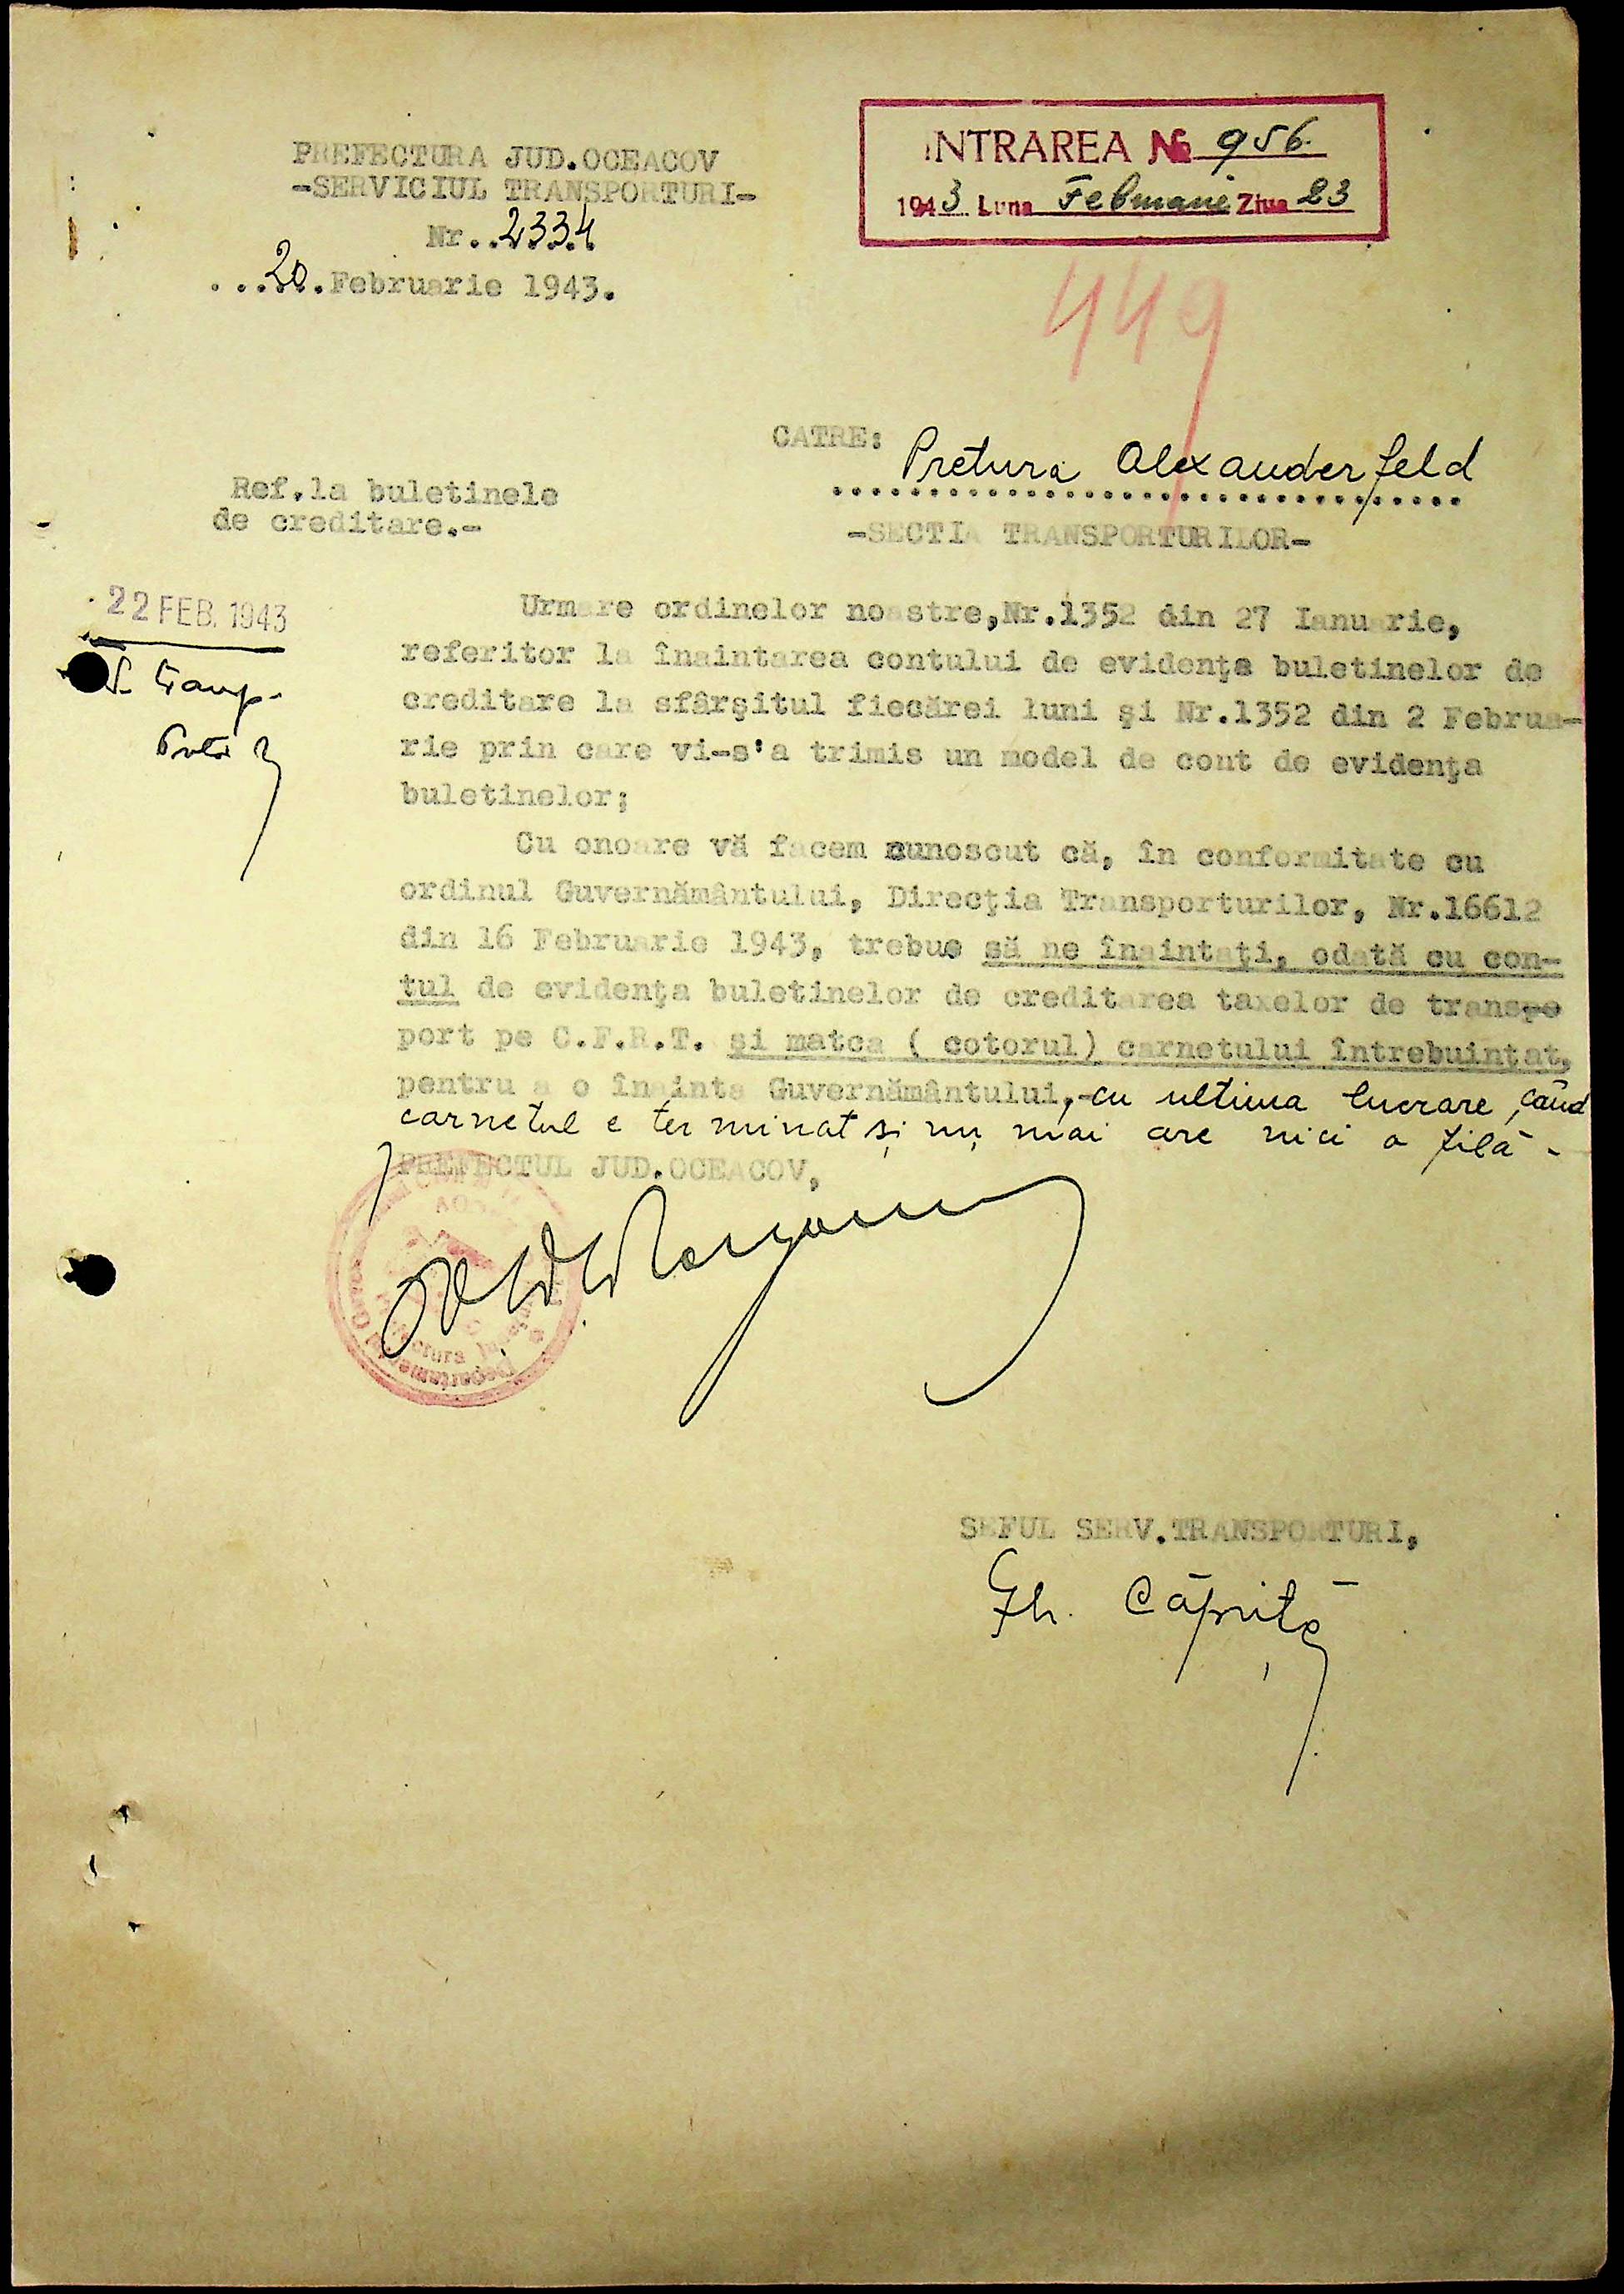 PREFECTURA JUD.OCEACOV
-SERVICIUL TRANSPORTURI-
Nr...2334
...20.Februarie 1943.
INTRAREA № 956.
1943 Luna Februarie Ziua 23
449
CATRE: Pretura Alexanderfeld
-SECTIA TRANSPORTURILOR-
Ref.la buletinele
de creditare.-
22 FEB. 1943
Urmare ordinelor noastre,Nr.1352 din 27 Ianuarie,
referitor la înaintarea contului de evidenţa buletinelor de
creditare la sfârşitul fiecărei luni şi Nr.1352 din 2 Februa-
rie prin care vi-s'a trimis un model de cont de evidenţa
buletinelor;
Cu onoare vă facem cunoscut că, în conformitate cu
ordinul Guvernământului, Direcţia Transporturilor, Nr.16612
din 16 Februarie 1943, trebue să ne înaintaţi, odată cu con-
tul de evidenţa buletinelor de creditarea taxelor de transpo
port pe C.F.R.T. şi matca ( cotorul) carnetului întrebuinţat,
pentru a o înainta Guvernământului,-cu ultima lucrare, când
carnetul e terminat și nu mai are nici o filă -
PREFECTUL JUD.OCEACOV,
SEFUL SERV.TRANSPORTURI,
Gh. Căpriță